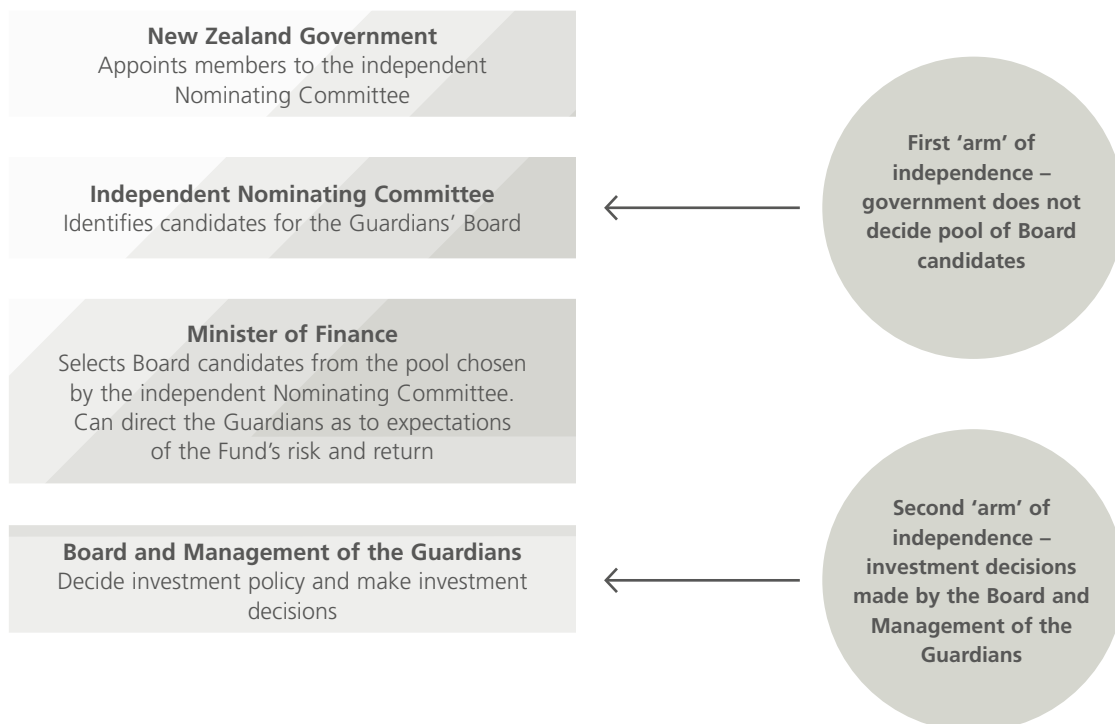 New Zealand Government
Appoints members to the independent
Nominating Committee
Independent Nominating Committee
Identifies candidates for the Guardians’ Board
First ‘arm’ of
independence –
government does not
decide pool of Board
candidates
Minister of Finance
Selects Board candidates from the pool chosen
by the independent Nominating Committee.
Can direct the Guardians as to expectations
of the Fund’s risk and return
Board and Management of the Guardians
Decide investment policy and make investment
decisions
Second ‘arm’ of
independence –
investment decisions
made by the Board and
Management of the
Guardians